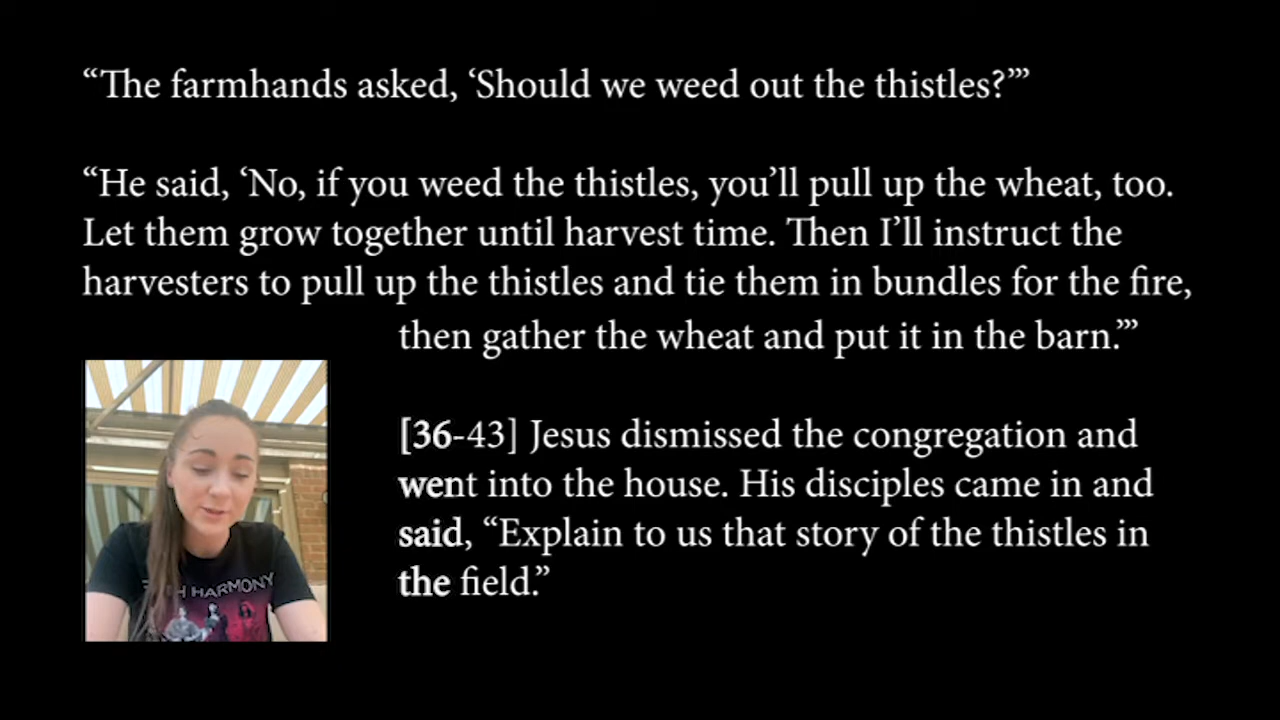 “The farmhands asked, ‘Should we weed out the thistles?’”
“He said, ‘No, if you weed the thistles, you’ll pull up the wheat, too.
Let them grow together until harvest time. Then I’ll instruct the
harvesters to pull up the thistles and tie them in bundles for the fire,
then gather the wheat and put it in the barn.’”
[36-43] Jesus dismissed the congregation and
went into the house. His disciples came in and
said, “Explain to us that story of the thistles in
the field.”
HARMONY